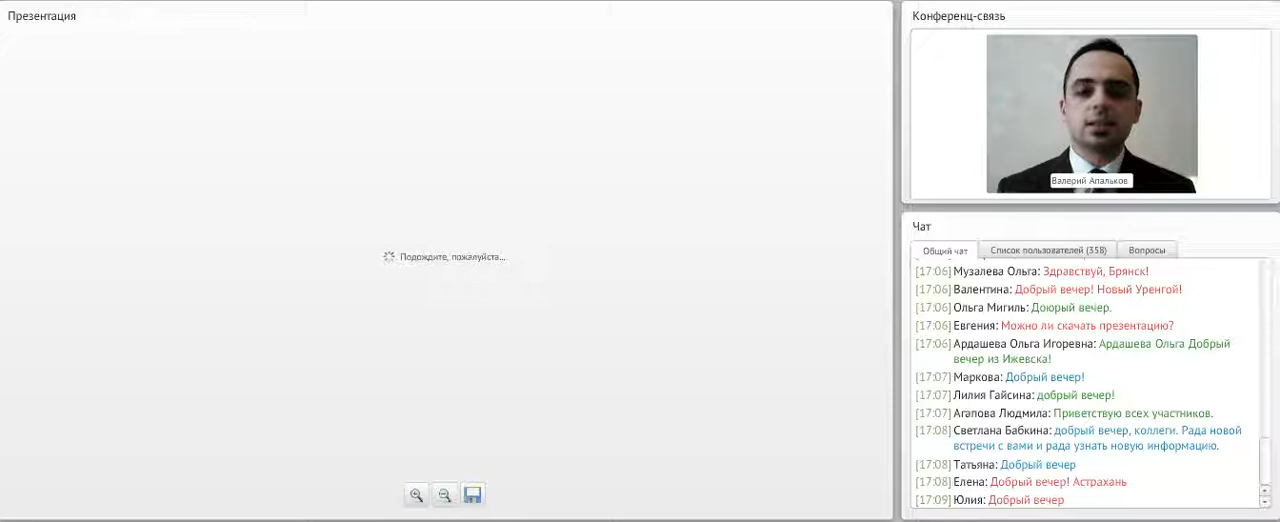 Презентация
Подождите, пожалуйста...
Конференц-связь
Валерий Апальков
Чат
Общий чат
Список пользователей (358)
Вопросы
[17:06] Музалева Ольга: Здравствуй, Брянск!
[17:06] Валентина: Добрый вечер! Новый Уренгой!
[17:06] Ольга Мигиль: Доюрый вечер.
[17:06] Евгения: Можно ли скачать презентацию?
[17:06] Ардашева Ольга Игоревна: Ардашева Ольга Добрый
вечер из Ижевска!
[17:07] Маркова: Добрый вечер!
[17:07] Лилия Гайсина: добрый вечер!
[17:07] Агапова Людмила: Приветствую всех участников.
[17:08] Светлана Бабкина: добрый вечер, коллеги. Рада новой
встречи с вами и рада узнать новую информацию.
[17:08] Татьяна: Добрый вечер
[17:08] Елена: Добрый вечер! Астрахань
[17:09] Юлия: Добрый вечер